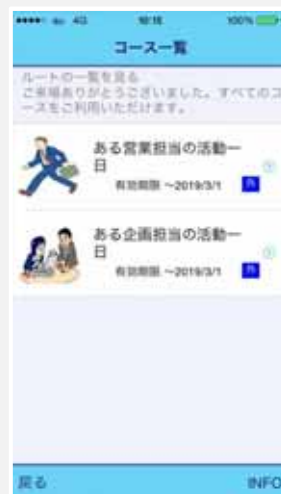 au 4G 10:16 100%
コース一覧
ルートの一覧を見る
ご来場ありがとうございました。すべてのコ
ースをご利用いただけます。
ある営業担当の活動一
日
有効期限 ～2019/3/1
ある企画担当の活動一
日
有効期限 ～2019/3/1
戻る INFO